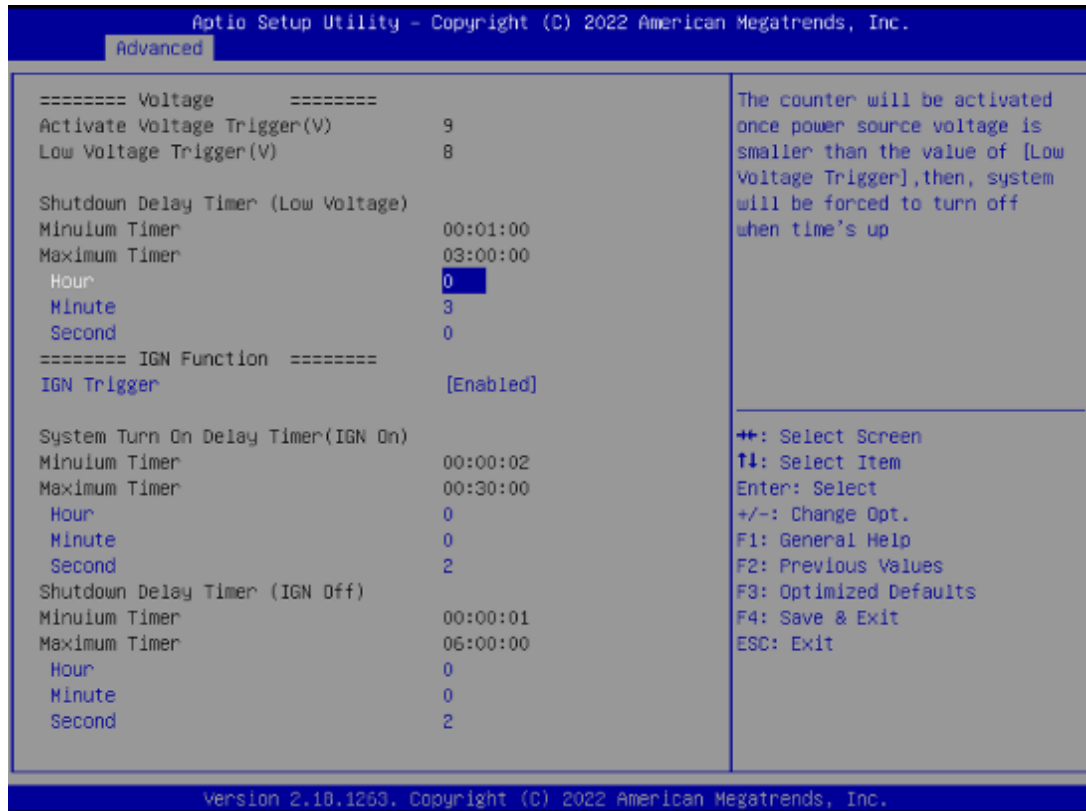 Aptio Setup Utility – Copyright (C) 2022 American Megatrends, Inc.
Advanced
======== Voltage ========
Activate Voltage Trigger(V) 9
Low Voltage Trigger(V) 8
Shutdown Delay Timer (Low Voltage)
Minuium Timer 00:01:00
Maximum Timer 03:00:00
Hour 0
Minute 3
Second 0
======== IGN Function ========
IGN Trigger [Enabled]
System Turn On Delay Timer(IGN On)
Minuium Timer 00:00:02
Maximum Timer 00:30:00
Hour 0
Minute 0
Second 2
Shutdown Delay Timer (IGN Off)
Minuium Timer 00:00:01
Maximum Timer 06:00:00
Hour 0
Minute 0
Second 2
The counter will be activated
once power source voltage is
smaller than the value of [Low
Voltage Trigger],then, system
will be forced to turn off
when time's up
→←: Select Screen
↑↓: Select Item
Enter: Select
+/-: Change Opt.
F1: General Help
F2: Previous Values
F3: Optimized Defaults
F4: Save & Exit
ESC: Exit
Version 2.18.1263. Copyright (C) 2022 American Megatrends, Inc.